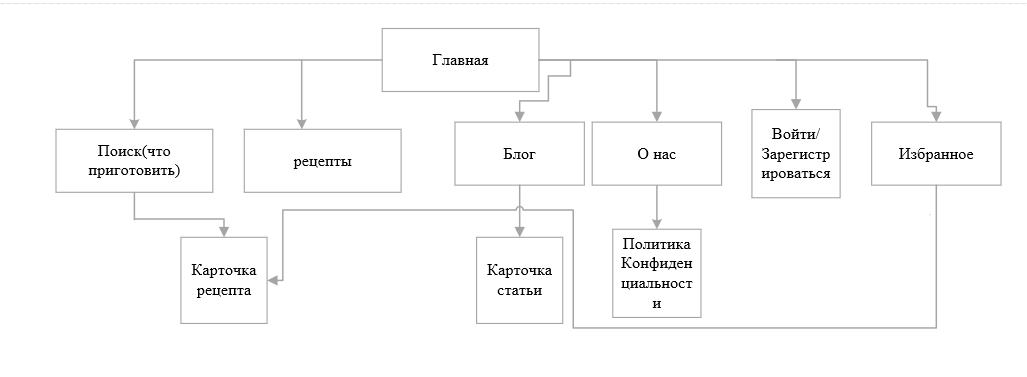 Главная
Поиск(что
приготовить)
рецепты
Блог
О нас
Войти/
Зарегистр
ироваться
Избранное
Карточка
рецепта
Карточка
статьи
Политика
Конфиден
циальност
и